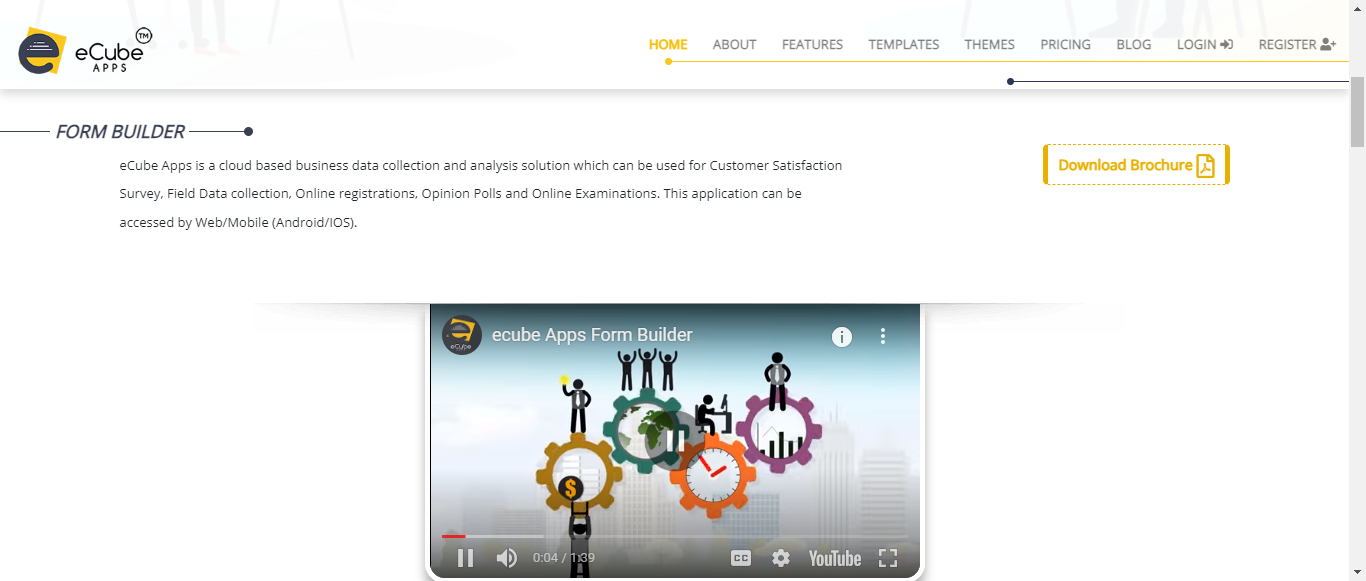 eCube TM
APPS
HOME ABOUT FEATURES TEMPLATES THEMES PRICING BLOG LOGIN REGISTER
FORM BUILDER
eCube Apps is a cloud based business data collection and analysis solution which can be used for Customer Satisfaction
Survey, Field Data collection, Online registrations, Opinion Polls and Online Examinations. This application can be
accessed by Web/Mobile (Android/IOS).
Download Brochure
eCube
ecube Apps Form Builder
$
0:04 / 1:39
CC
YouTube